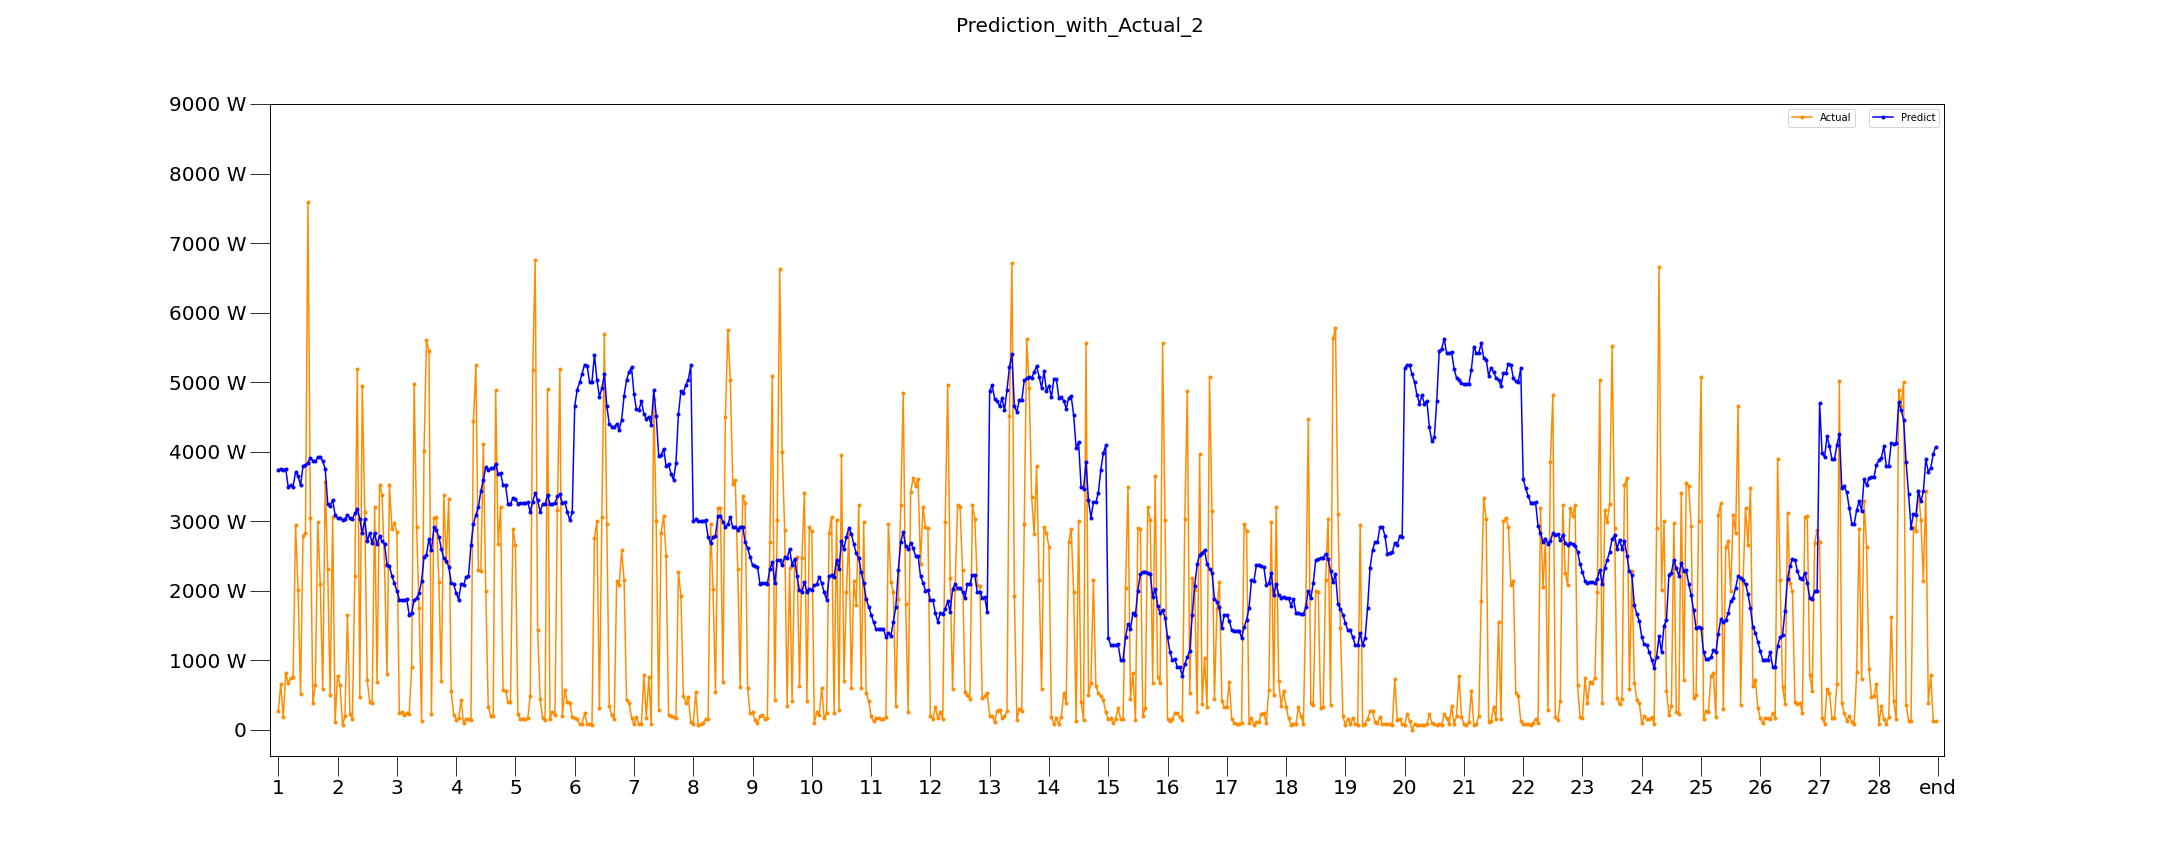 Prediction_with_Actual_2
9000 W
8000 W
7000 W
6000 W
5000 W
4000 W
3000 W
2000 W
1000 W
0
Actual Predict
1 2 3 4 5 6 7 8 9 10 11 12 13 14 15 16 17 18 19 20 21 22 23 24 25 26 27 28 end